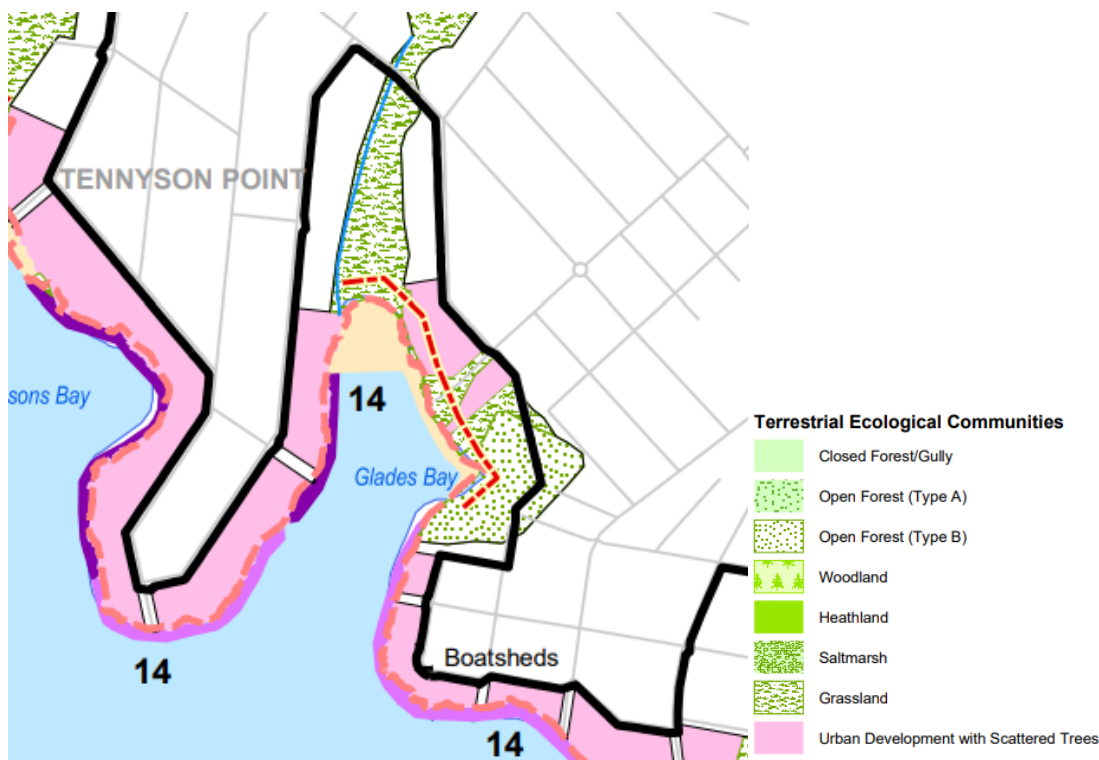 TENNYSON POINT
sons Bay
14
Glades Bay
14
Boatsheds
14
Terrestrial Ecological Communities
Closed Forest/Gully
Open Forest (Type A)
Open Forest (Type B)
Woodland
Heathland
Saltmarsh
Grassland
Urban Development with Scattered Trees